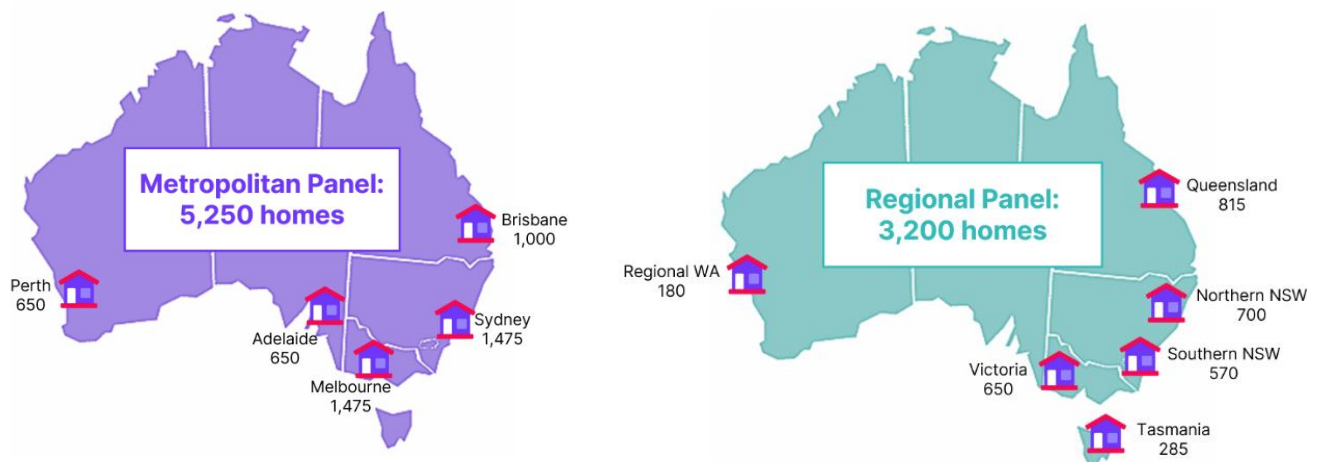 Metropolitan Panel:
5,250 homes
Brisbane
1,000
Perth
650
Adelaide
650
Sydney
1,475
Melbourne
1,475
Regional Panel:
3,200 homes
Queensland
815
Regional WA
180
Northern NSW
700
Southern NSW
570
Victoria
650
Tasmania
285